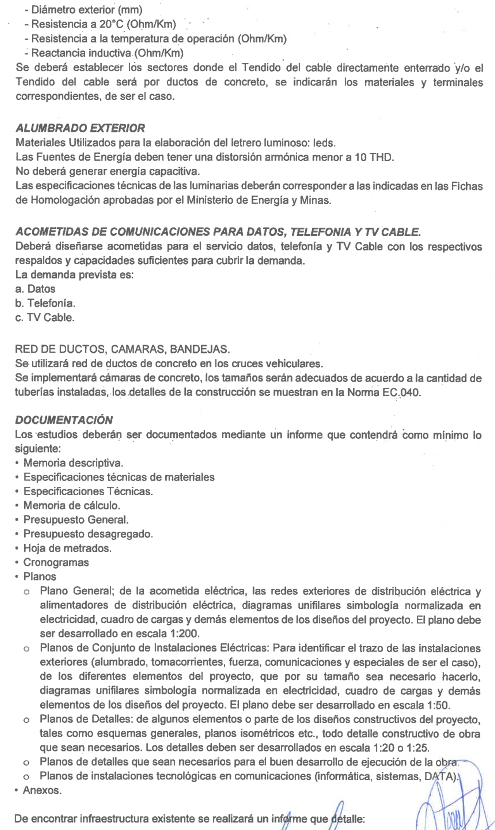 - Diámetro exterior (mm)
- Resistencia a 20°C (Ohm/Km)
- Resistencia a la temperatura de operación (Ohm/Km)
- Reactancia inductiva (Ohm/Km)
Se deberá establecer los sectores donde el Tendido del cable directamente enterrado y/o el
Tendido del cable será por ductos de concreto, se indicarán los materiales y terminales
correspondientes, de ser el caso.
ALUMBRADO EXTERIOR
Materiales Utilizados para la elaboración del letrero luminoso: leds.
Las Fuentes de Energía deben tener una distorsión armónica menor a 10 THD.
No deberá generar energía capacitiva.
Las especificaciones técnicas de las luminarias deberán corresponder a las indicadas en las Fichas
de Homologación aprobadas por el Ministerio de Energía y Minas.
ACOMETIDAS DE COMUNICACIONES PARA DATOS, TELEFONIA Y TV CABLE.
Deberá diseñarse acometidas para el servicio datos, telefonía y TV Cable con los respectivos
respaldos y capacidades suficientes para cubrir la demanda.
La demanda prevista es:
a. Datos
b. Telefonía.
c. TV Cable.
RED DE DUCTOS, CAMARAS, BANDEJAS.
Se utilizará red de ductos de concreto en los cruces vehiculares.
Se implementará cámaras de concreto, los tamaños serán adecuados de acuerdo a la cantidad de
tuberías instaladas, los detalles de la construcción se muestran en la Norma EC.040.
DOCUMENTACIÓN
Los estudios deberán ser documentados mediante un informe que contendrá como mínimo lo
siguiente:
• Memoria descriptiva.
• Especificaciones técnicas de materiales
• Especificaciones Técnicas.
• Memoria de cálculo.
• Presupuesto General.
• Presupuesto desagregado.
• Hoja de metrados.
• Cronogramas
• Planos
o Plano General; de la acometida eléctrica, las redes exteriores de distribución eléctrica y
alimentadores de distribución eléctrica, diagramas unifilares simbología normalizada en
electricidad, cuadro de cargas y demás elementos de los diseños del proyecto. El plano debe
ser desarrollado en escala 1:200.
o Planos de Conjunto de Instalaciones Eléctricas: Para identificar el trazo de las instalaciones
exteriores (alumbrado, tomacorrientes, fuerza, comunicaciones y especiales de ser el caso),
de los diferentes elementos del proyecto, que por su tamaño sea necesario hacerlo,
diagramas unifilares simbología normalizada en electricidad, cuadro de cargas y demás
elementos de los diseños del proyecto. El plano debe ser desarrollado en escala 1:50.
o Planos de Detalles: de algunos elementos o parte de los diseños constructivos del proyecto,
tales como esquemas generales, planos isométricos etc., todo detalle constructivo de obra
que sean necesarios. Los detalles deben ser desarrollados en escala 1:20 o 1:25.
o Planos de detalles que sean necesarios para el buen desarrollo de ejecución de la obra.
o Planos de instalaciones tecnológicas en comunicaciones (informática, sistemas, DATA).
• Anexos.
De encontrar infraestructura existente se realizará un informe que detalle: